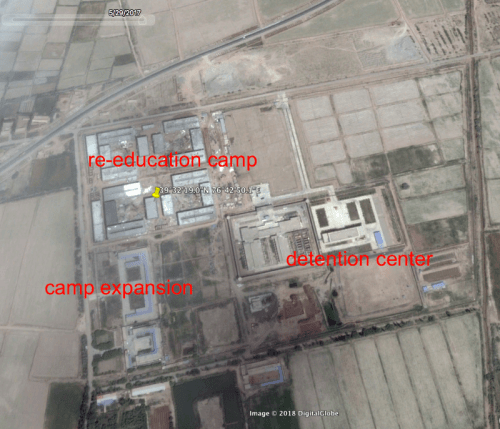 re-education camp
detention center
camp expansion
Image © 2018 DigitalGlobe